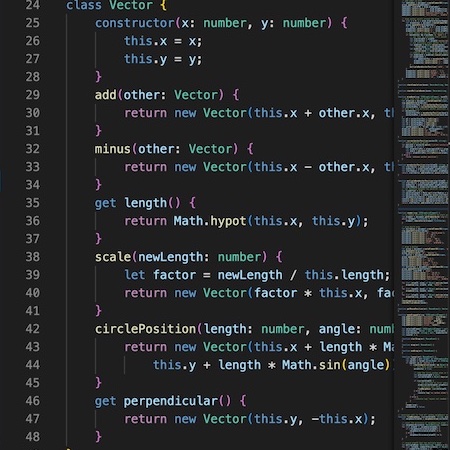 24 class Vector {
25 constructor(x: number, y: number) {
26 this.x = x;
27 this.y = y;
28 }
29 add(other: Vector) {
30 return new Vector(this.x + other.x, th
31 }
32 minus(other: Vector) {
33 return new Vector(this.x - other.x, th
34 }
35 get length() {
36 return Math.hypot(this.x, this.y);
37 }
38 scale(newLength: number) {
39 let factor = newLength / this.length;
40 return new Vector(factor * this.x, fac
41 }
42 circlePosition(length: number, angle: num
43 return new Vector(this.x + length * Ma
44 this.y + length * Math.sin(angle)
45 }
46 get perpendicular() {
47 return new Vector(this.y, -this.x);
48 }